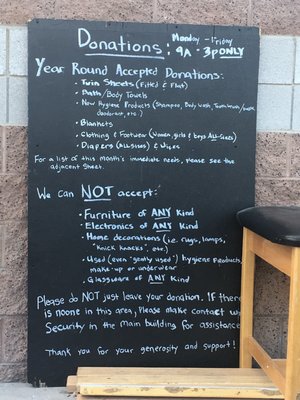 Donations:
Monday - Friday
9A - 3p ONLY
Year Round Accepted Donations:
• Twin Sheets (Fitted & Flat)
• Bath/Body Towels
• New Hygiene Products (Shampoo, Body Wash, Toothbrush/paste
deodorant, etc.)
• Blankets
• Clothing & Footwear (Women, girls & boys All-Sizes)
• Diapers (All sizes) & Wipes
For a list of this month's immediate needs, please see the
adjacent Sheet.
We can NOT accept:
• Furniture of ANY Kind
• Electronics of ANY Kind
• Home decorations (i.e. rugs, lamps,
"Knick Knacks", etc.)
• Used (even "gently used") hygiene products,
make-up or underwear
• Glassware of ANY Kind
Please do NOT just leave your donation. If there
is noone in this area, Please make contact w
Security in the main building for assistance
Thank you for your generosity and support!